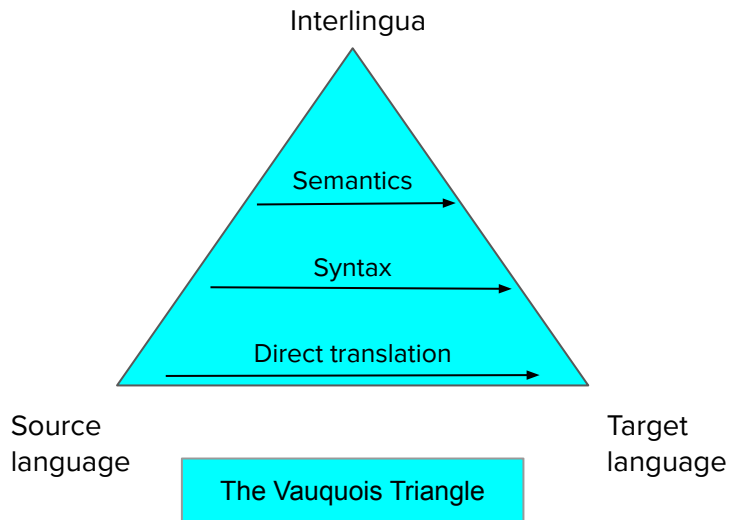 Interlingua
Semantics
Syntax
Direct translation
Source
language
Target
language
The Vauquois Triangle